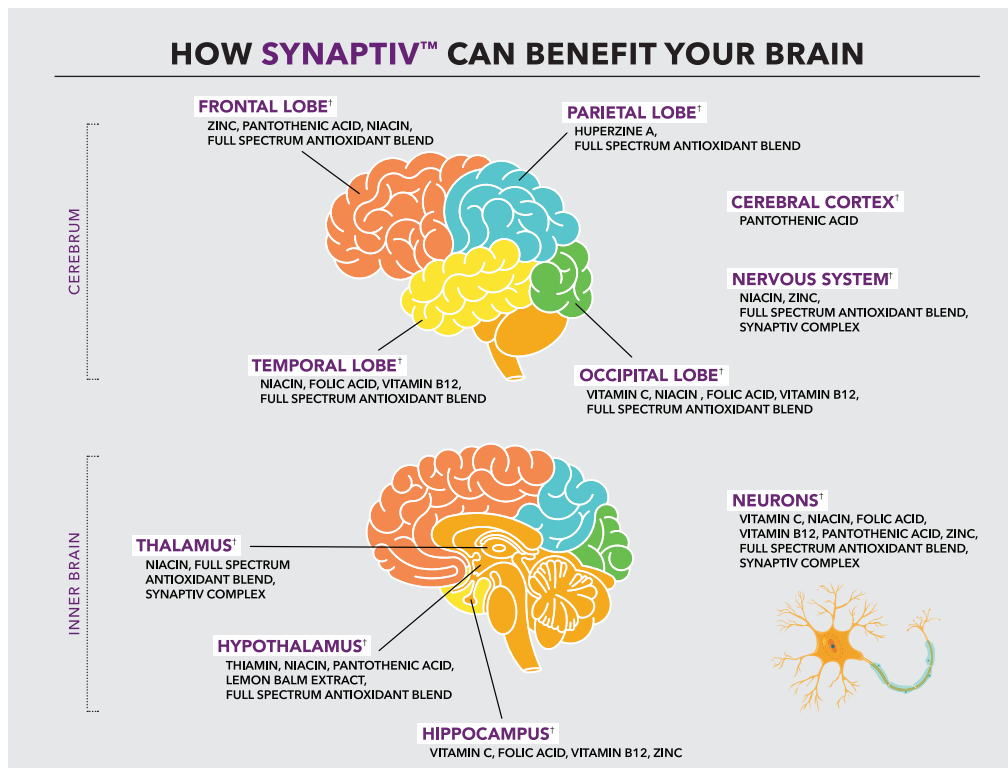 HOW SYNAPTIV™ CAN BENEFIT YOUR BRAIN
CEREBRUM
FRONTAL LOBE†
ZINC, PANTOTHENIC ACID, NIACIN,
FULL SPECTRUM ANTIOXIDANT BLEND
PARIETAL LOBE†
HUPERZINE A,
FULL SPECTRUM ANTIOXIDANT BLEND
CEREBRAL CORTEX†
PANTOTHENIC ACID
NERVOUS SYSTEM†
NIACIN, ZINC,
FULL SPECTRUM ANTIOXIDANT BLEND,
SYNAPTIV COMPLEX
TEMPORAL LOBE†
NIACIN, FOLIC ACID, VITAMIN B12,
FULL SPECTRUM ANTIOXIDANT BLEND
OCCIPITAL LOBE†
VITAMIN C, NIACIN , FOLIC ACID, VITAMIN B12,
FULL SPECTRUM ANTIOXIDANT BLEND
INNER BRAIN
THALAMUS†
NIACIN, FULL SPECTRUM
ANTIOXIDANT BLEND,
SYNAPTIV COMPLEX
NEURONS†
VITAMIN C, NIACIN, FOLIC ACID,
VITAMIN B12, PANTOTHENIC ACID, ZINC,
FULL SPECTRUM ANTIOXIDANT BLEND,
SYNAPTIV COMPLEX
HYPOTHALAMUS†
THIAMIN, NIACIN, PANTOTHENIC ACID,
LEMON BALM EXTRACT,
FULL SPECTRUM ANTIOXIDANT BLEND
HIPPOCAMPUS†
VITAMIN C, FOLIC ACID, VITAMIN B12, ZINC